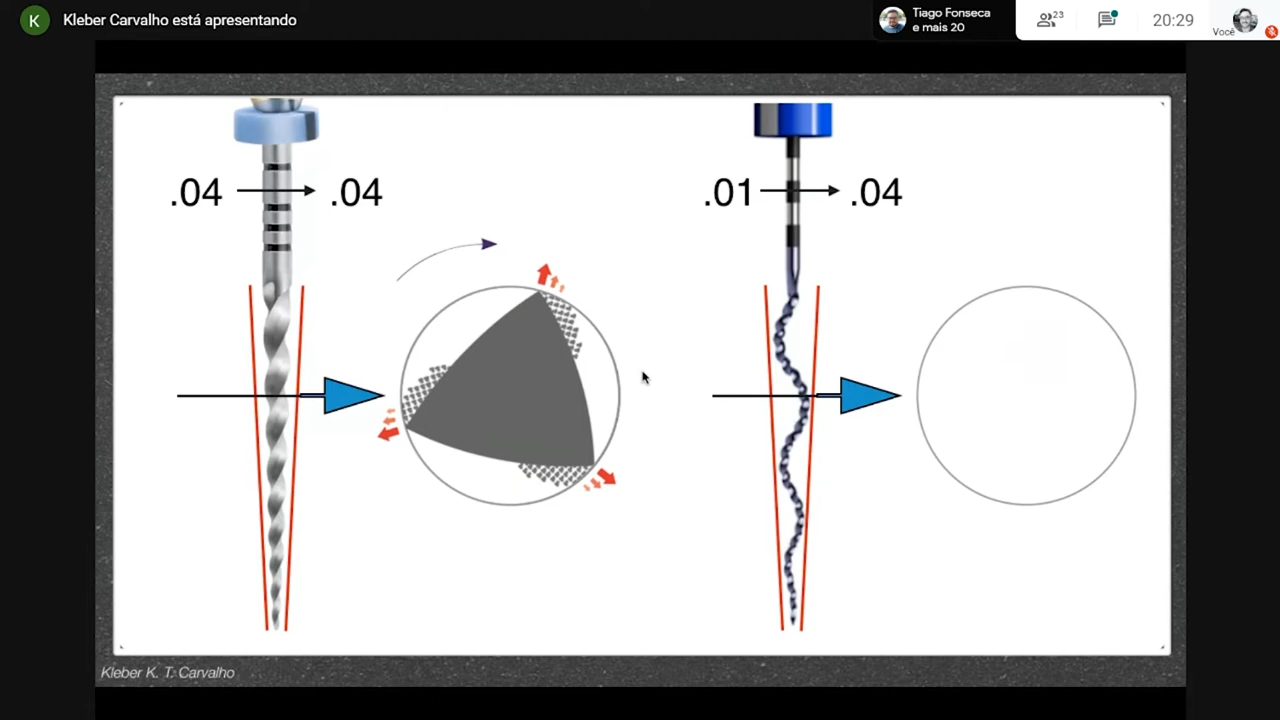 K
Kleber Carvalho está apresentando
Tiago Fonseca
e mais 20
23
20:29
Você
.04
.04
.01
.04
Kleber K. T. Carvalho